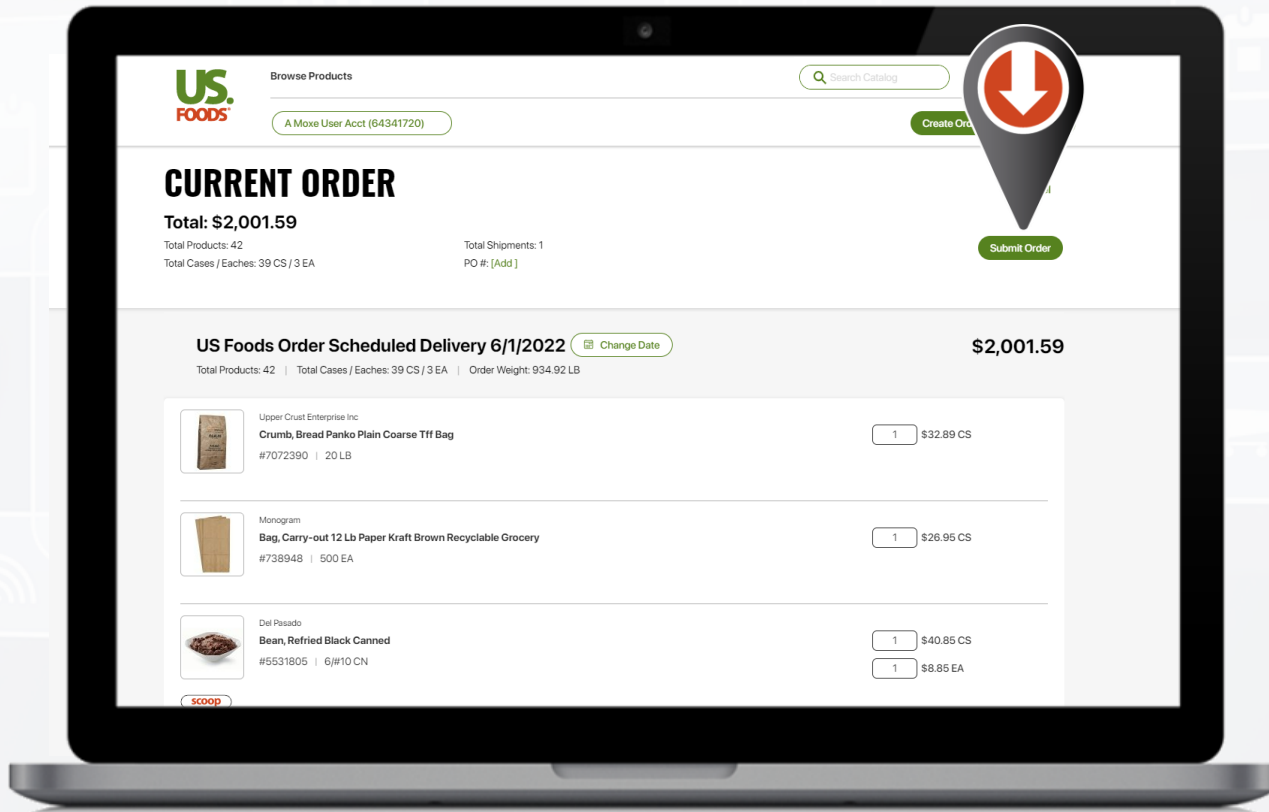 US.
FOODS
Browse Products
Search Catalog
A Moxe User Acct (64341720)
Create
CURRENT ORDER
Total: $2,001.59
Total Products: 42
Total Shipments: 1
Total Cases / Eaches: 39 CS / 3 EA
PO #: [Add ]
Submit Order
US Foods Order Scheduled Delivery 6/1/2022
Change Date
$2,001.59
Total Products: 42 | Total Cases / Eaches: 39 CS / 3 EA | Order Weight: 934.92 LB
Upper Crust Enterprise Inc
Crumb, Bread Panko Plain Coarse Tff Bag
1 $32.89 CS
#7072390 | 20 LB
Monogram
Bag, Carry-out 12 Lb Paper Kraft Brown Recyclable Grocery
1 $26.95 CS
#738948 | 500 EA
Del Pasado
Bean, Refried Black Canned
1 $40.85 CS
#5531805 | 6/#10 CN
1 $8.85 EA
scoop